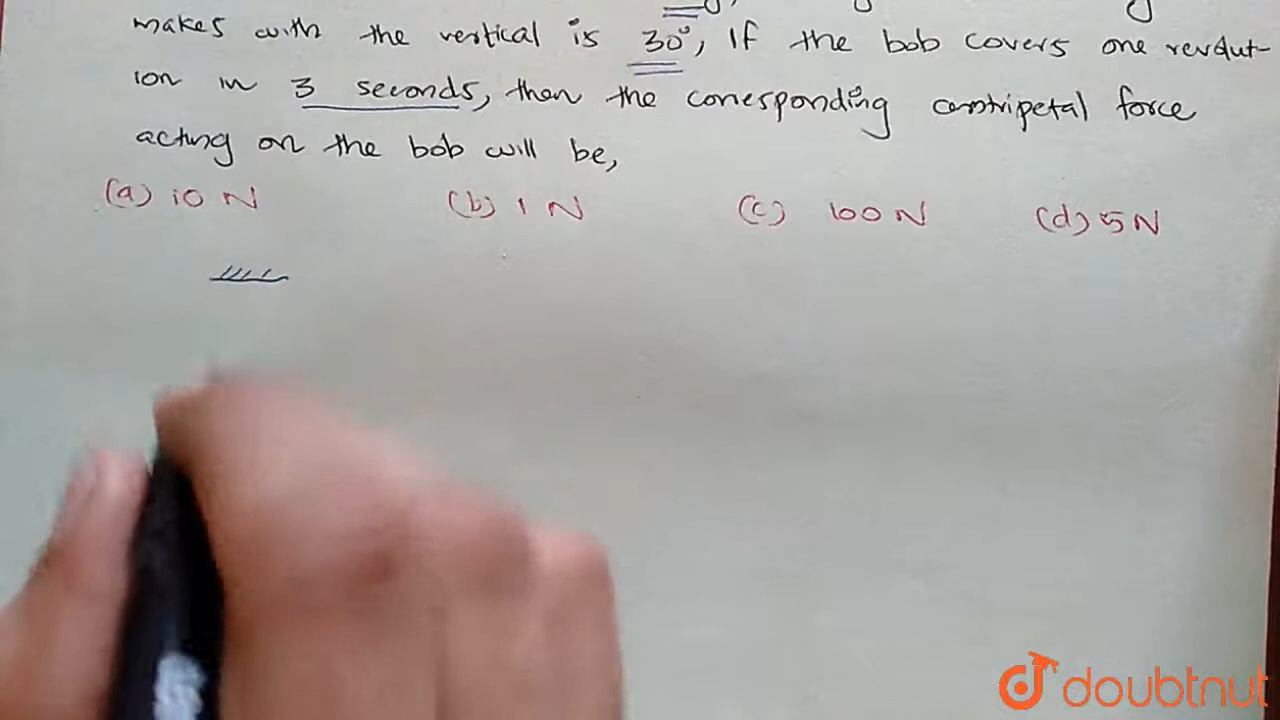 makes with the vertical is 30°, If the bob covers one revolut-
ion in 3 seconds, then the corresponding centripetal force
acting on the bob will be,
(a) 10 N (b) 1 N (c) 100 N (d) 5 N
doubtnut